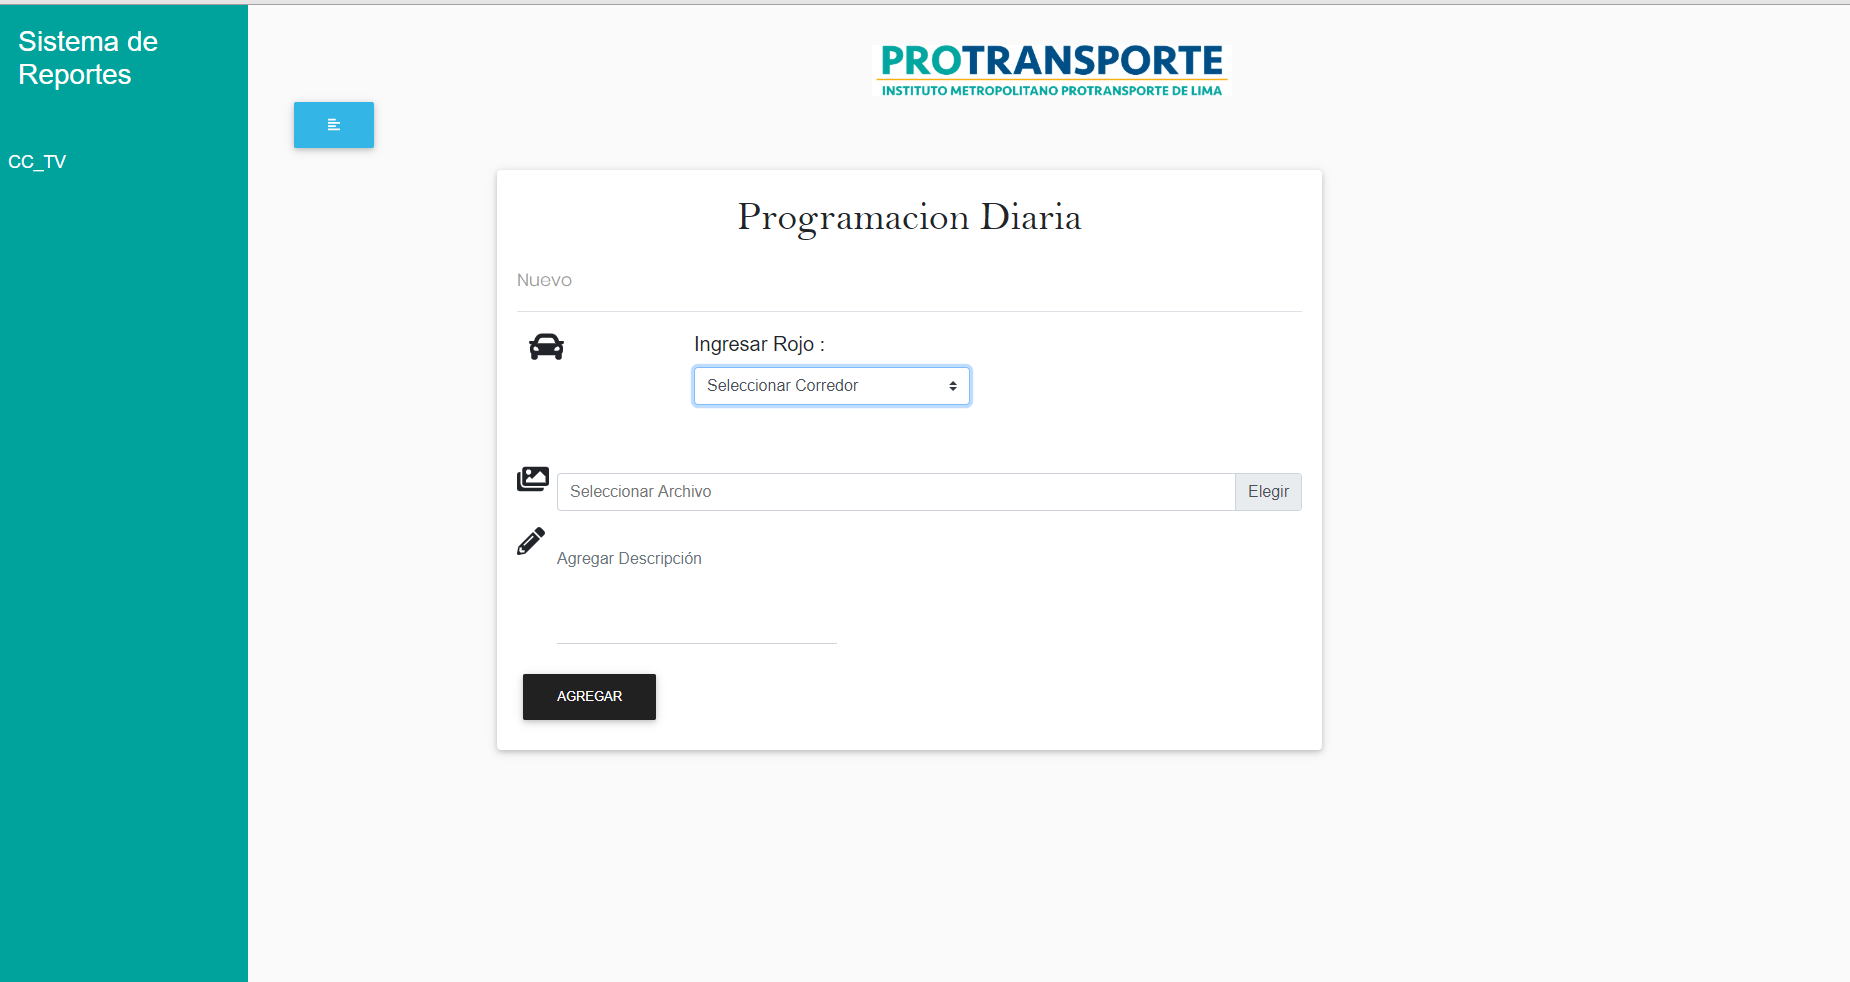 Sistema de
Reportes
CC_TV
PROTRANSPORTE
INSTITUTO METROPOLITANO PROTRANSPORTE DE LIMA
Programacion Diaria
Nuevo
Ingresar Rojo :
Seleccionar Corredor
Seleccionar Archivo
Elegir
Agregar Descripción
AGREGAR